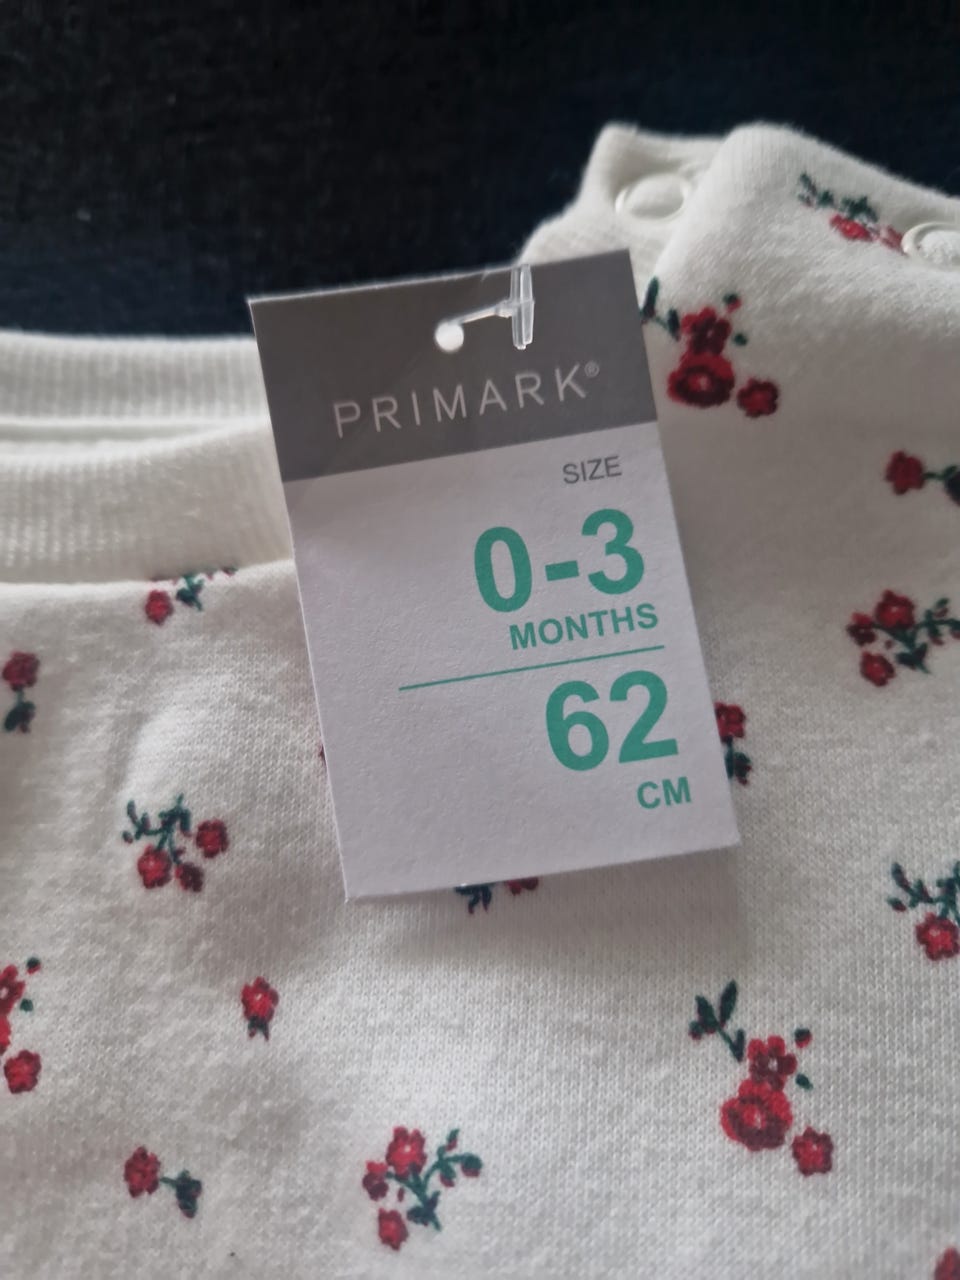 PRIMARK®
SIZE
0-3
MONTHS
62
CM